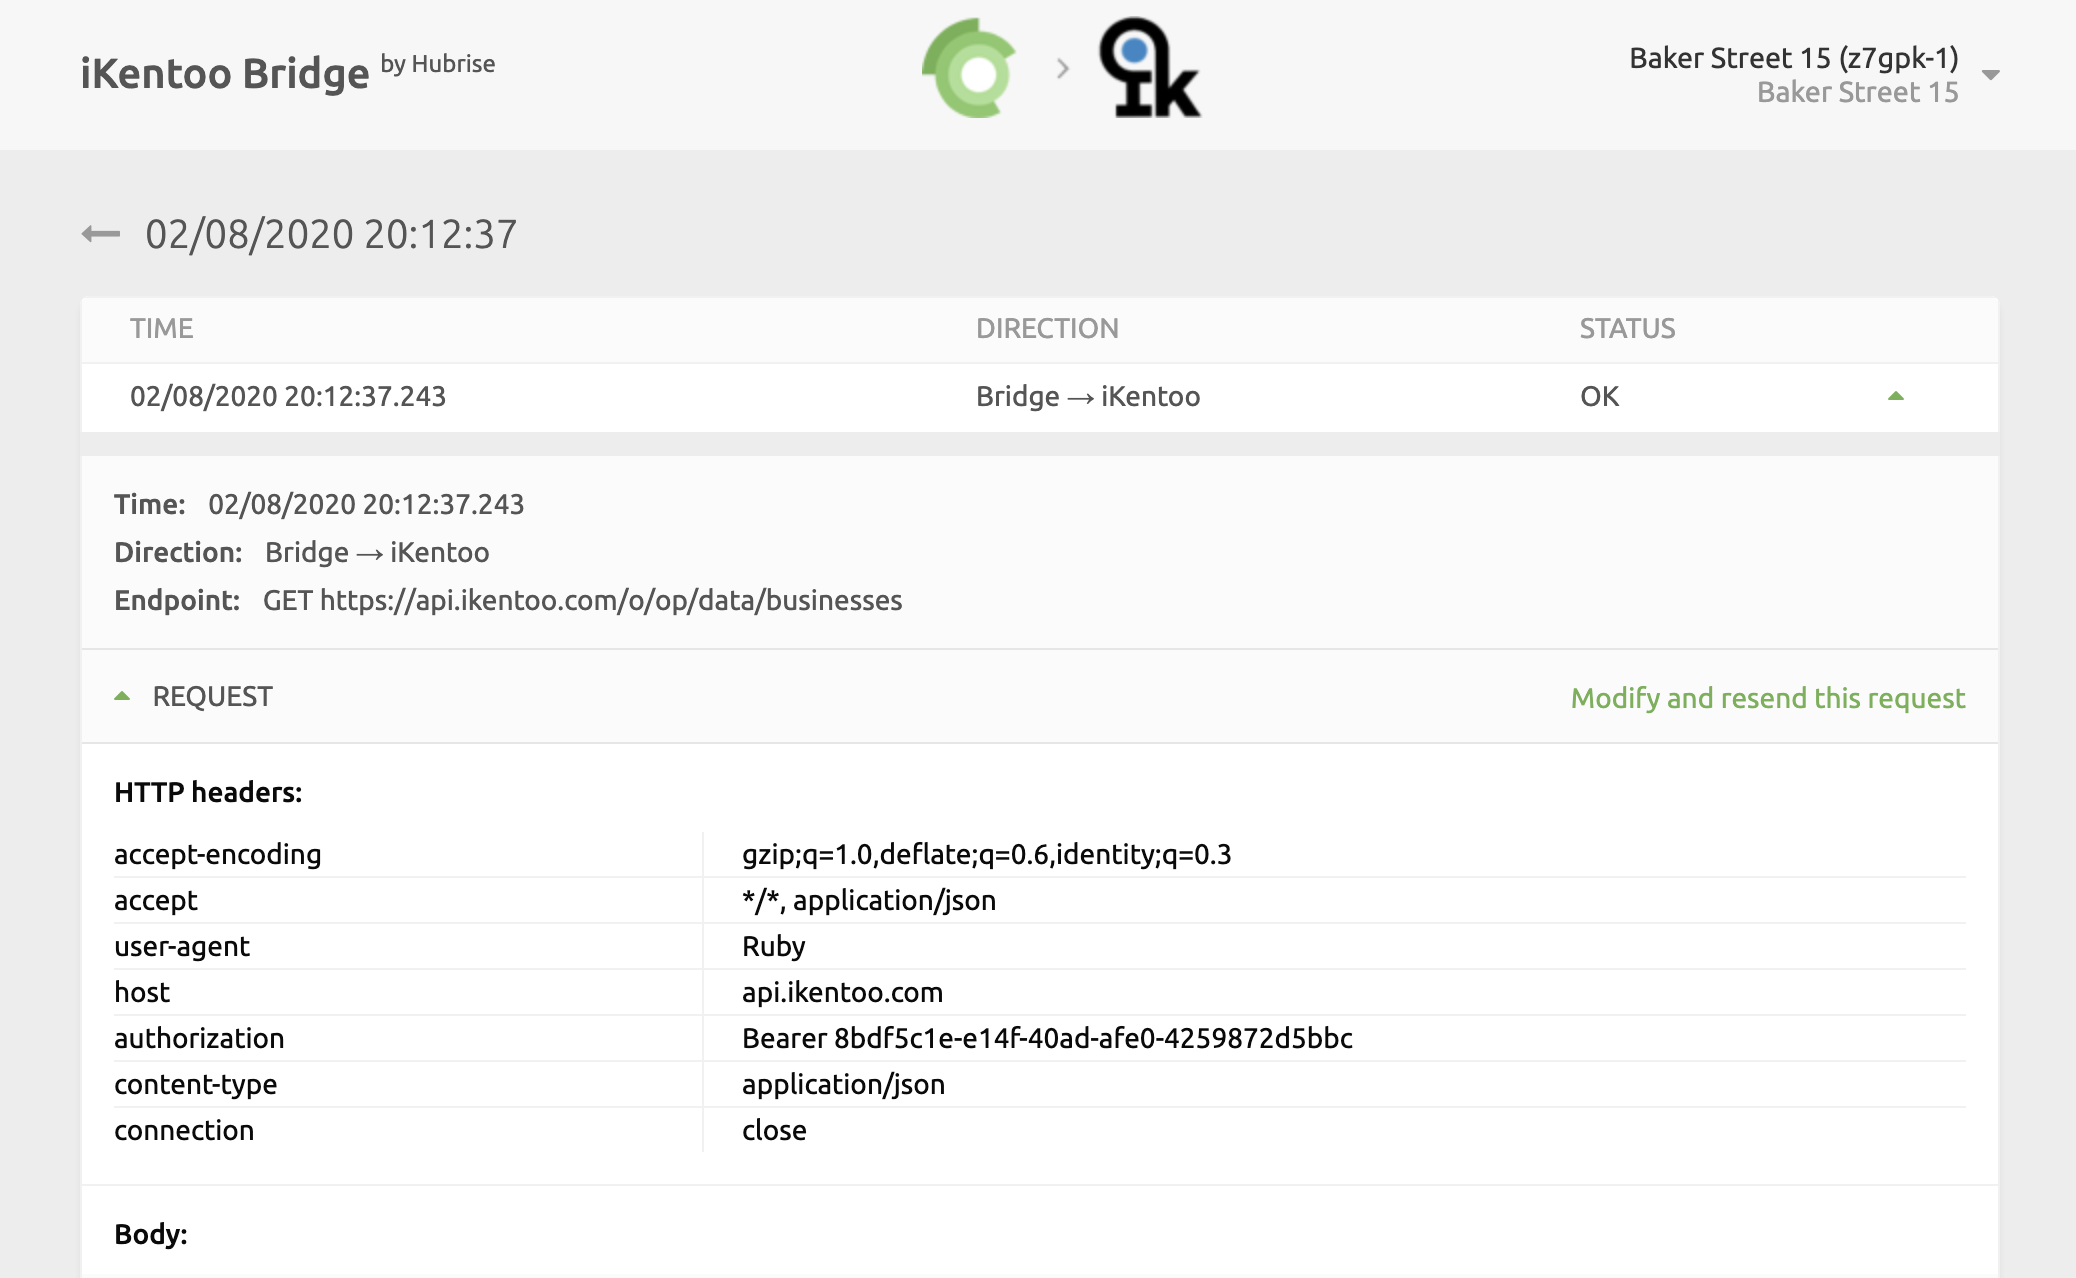 iKentoo Bridge by Hubrise
Ik
Baker Street 15 (z7gpk-1)
Baker Street 15
02/08/2020 20:12:37
TIME DIRECTION STATUS
02/08/2020 20:12:37.243 Bridge → iKentoo OK
Time: 02/08/2020 20:12:37.243
Direction: Bridge → iKentoo
Endpoint: GET https://api.ikentoo.com/o/op/data/businesses
REQUEST Modify and resend this request
HTTP headers:
accept-encoding gzip;q=1.0,deflate;q=0.6,identity;q=0.3
accept */*, application/json
user-agent Ruby
host api.ikentoo.com
authorization Bearer 8bdf5c1e-e14f-40ad-afe0-4259872d5bbc
content-type application/json
connection close
Body: